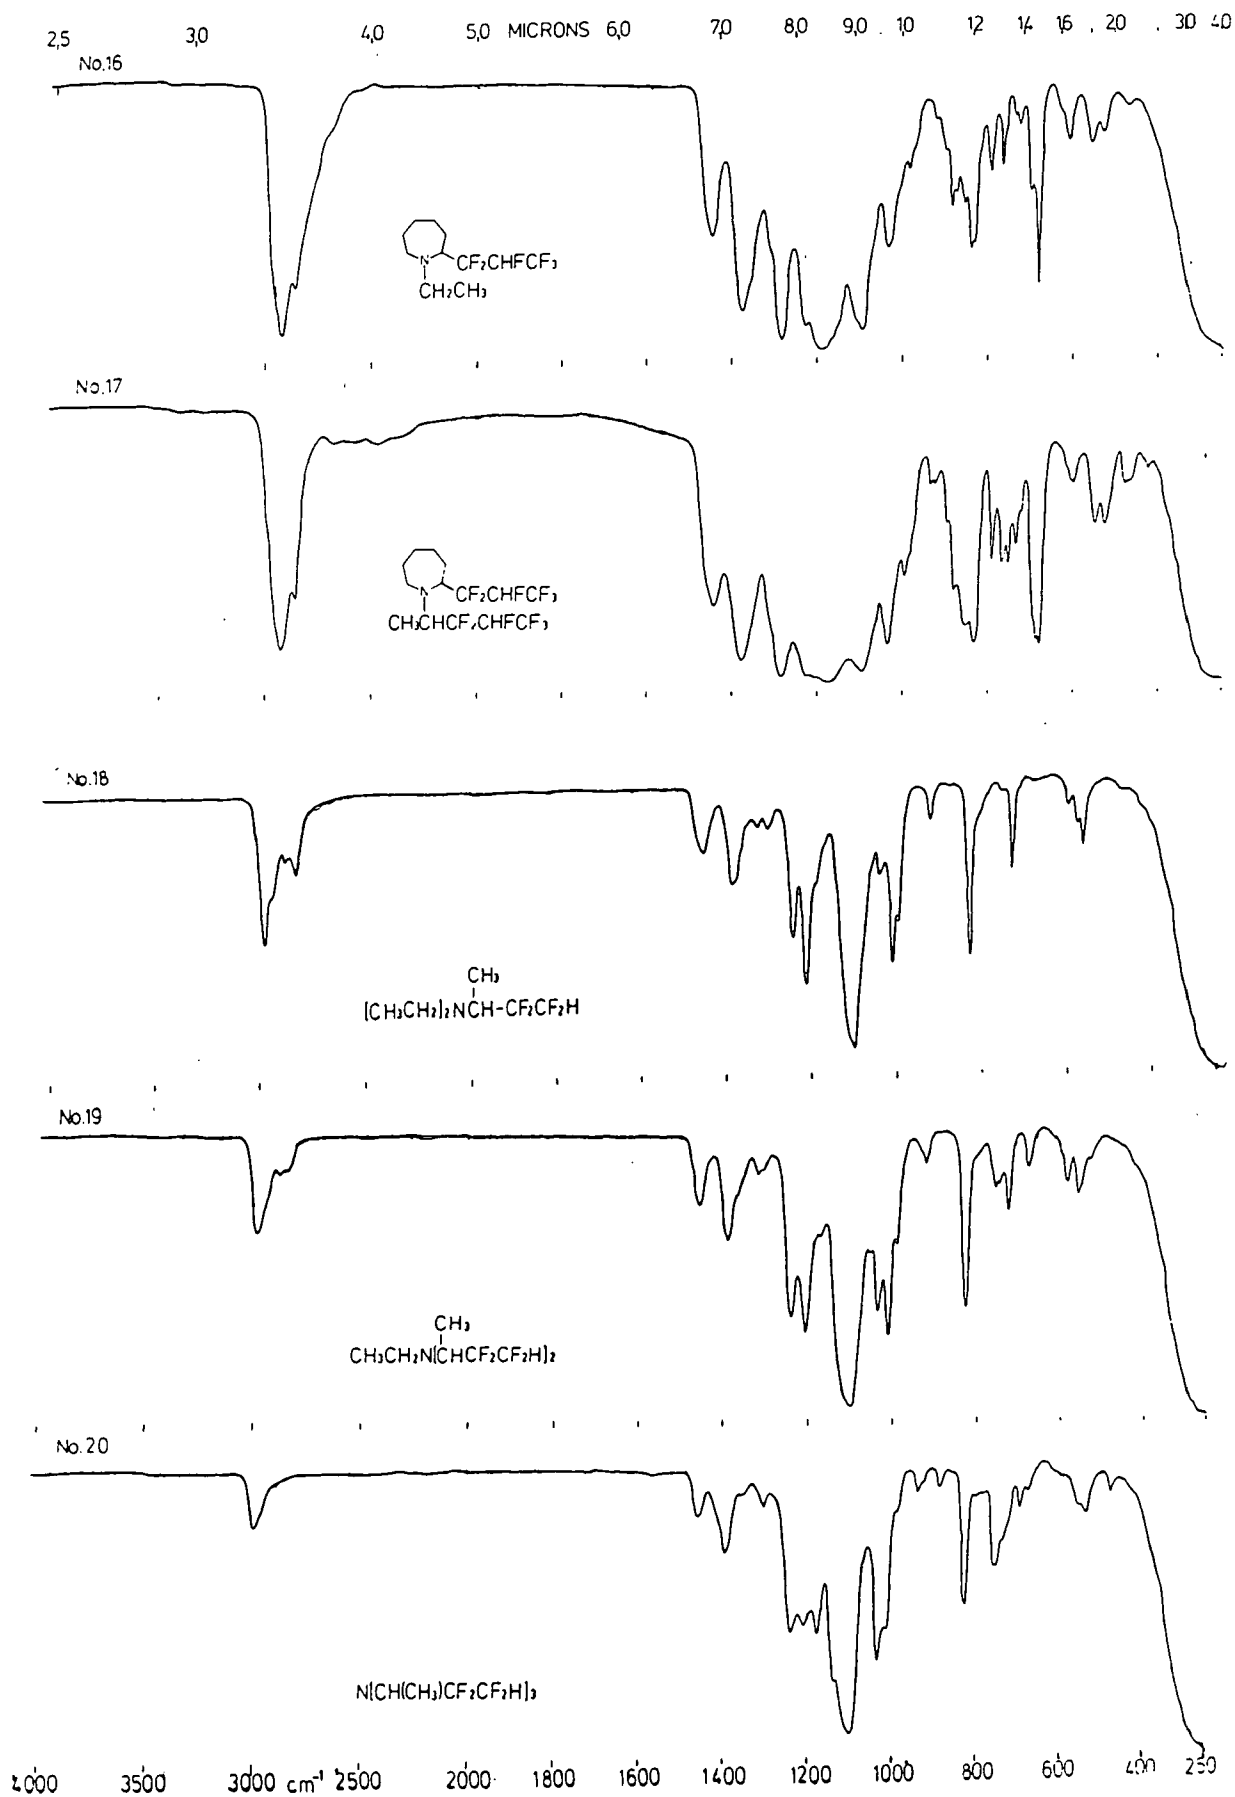 2,5 3,0 4,0 5,0 MICRONS 6,0 7,0 8,0 9,0 1,0 12 14 16 20 30 40
No.16
N CF₂CHFCF₃
CH₂CH₃
No.17
N CF₂CHFCF₃
CH₃CHCF₂CHFCF₃
No.18
CH₃
[CH₃CH₂]₂NCH-CF₂CF₂H
No.19
CH₃
CH₃CH₂N[CHCF₂CF₂H]₂
No.20
N[CH(CH₃)CF₂CF₂H]₃
4000 3500 3000 cm⁻¹ 2500 2000 1800 1600 1400 1200 1000 800 600 400 250